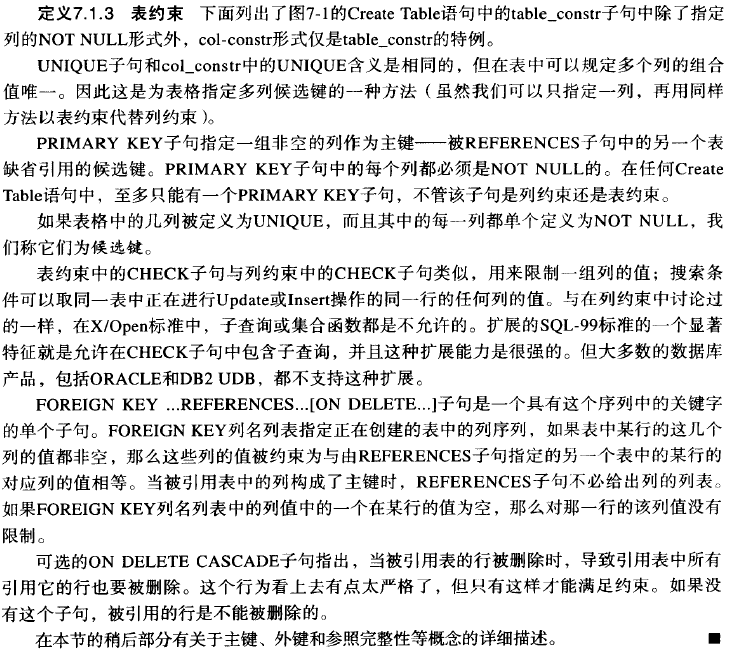 定义7.1.3 表约束 下面列出了图7-1的Create Table语句中的table_constr子句中除了指定
列的NOT NULL形式外，col-constr形式仅是table_constr的特例。
UNIQUE子句和col_constr中的UNIQUE含义是相同的，但在表中可以规定多个列的组合
值唯一。因此这是为表格指定多列候选键的一种方法（虽然我们可以只指定一列，再用同样
方法以表约束代替列约束）。
PRIMARY KEY子句指定一组非空的列作为主键——被REFERENCES子句中的另一个表
缺省引用的候选键。PRIMARY KEY子句中的每个列都必须是NOT NULL的。在任何Create
Table语句中，至多只能有一个PRIMARY KEY子句，不管该子句是列约束还是表约束。
如果表格中的几列被定义为UNIQUE，而且其中的每一列都单个定义为NOT NULL，我
们称它们为候选键。
表约束中的CHECK子句与列约束中的CHECK子句类似，用来限制一组列的值；搜索条
件可以取同一表中正在进行Update或Insert操作的同一行的任何列的值。与在列约束中讨论过
的一样，在X/Open标准中，子查询或集合函数都是不允许的。扩展的SQL-99标准的一个显著
特征就是允许在CHECK子句中包含子查询，并且这种扩展能力是很强的。但大多数的数据库
产品，包括ORACLE和DB2 UDB，都不支持这种扩展。
FOREIGN KEY ...REFERENCES...[ON DELETE...]子句是一个具有这个序列中的关键字
的单个子句。FOREIGN KEY列名列表指定正在创建的表中的列序列，如果表中某行的这几个
列的值都非空，那么这些列的值被约束为与由REFERENCES子句指定的另一个表中的某行的
对应列的值相等。当被引用表中的列构成了主键时，REFERENCES子句不必给出列的列表。
如果FOREIGN KEY列名列表中的列值中的一个在某行的值为空，那么对那一行的该列值没有
限制。
可选的ON DELETE CASCADE子句指出，当被引用表的行被删除时，导致引用表中所有
引用它的行也要被删除。这个行为看上去有点太严格了，但只有这样才能满足约束。如果没
有这个子句，被引用的行是不能被删除的。
在本节的稍后部分有关于主键、外键和参照完整性等概念的详细描述。 ■